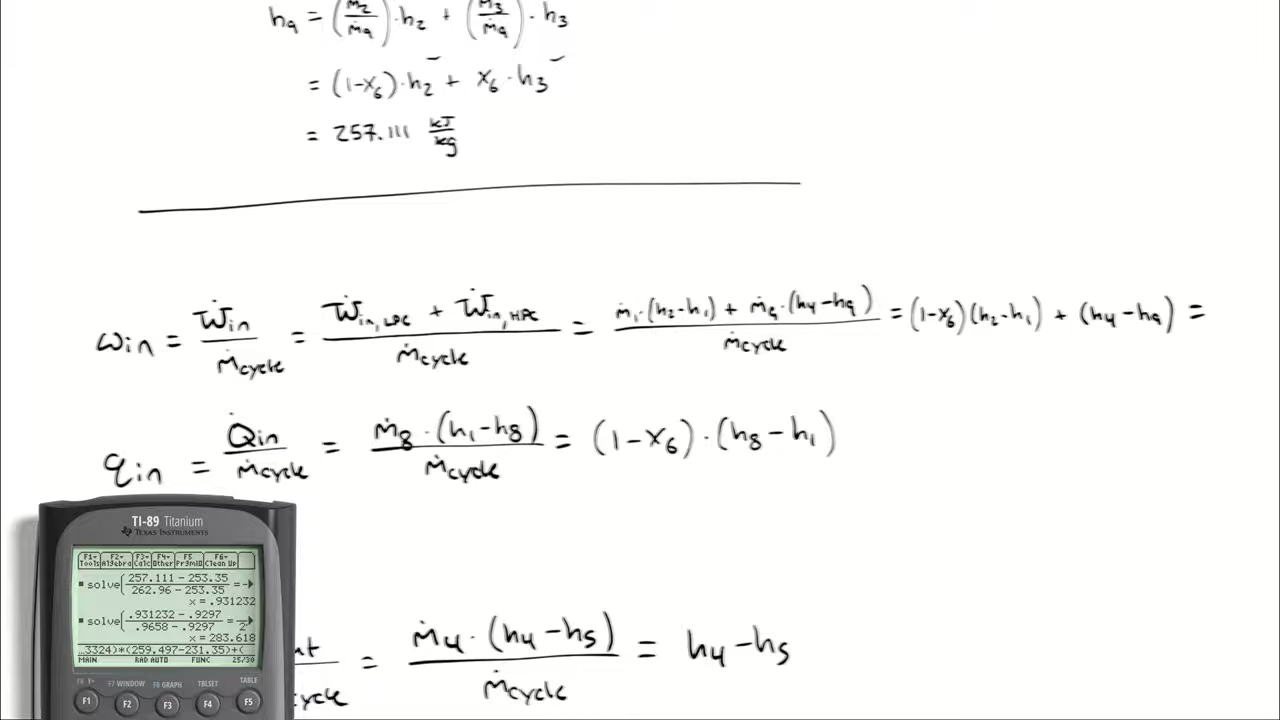 h₉ = (ṁ₂/ṁ₉)·h₂ + (ṁ₃/ṁ₉)·h₃
= (1-x₆)·h₂ + x₆·h₃
= 257.111 kJ/kg
wᵢₙ = Ẇin/ṁcycle = (Ẇin,LPC + Ẇin,HPC)/ṁcycle = (ṁ₁·(h₂-h₁) + ṁ₉·(h₄-h₉))/ṁcycle = (1-x₆)(h₂-h₁) + (h₄-h₉) =
qin = Q̇in/ṁcycle = ṁ₈·(h₁-h₈)/ṁcycle = (1-x₆)·(h₈-h₁)
TI-89 Titanium
TEXAS INSTRUMENTS
F1 F2 F3 F4 F5 F6
Tools Algebra Calc Other PrgmIO Clean Up
solve((257.111 - 253.35)/(262.96 - 253.35) =
x = .931232
solve((.931232 - .9297)/(.9658 - .9297) =
x = 283.618
...3324)*(259.497-231.35)+(
MAIN RAD AUTO FUNC 25/30
= ṁ₄·(h₄-h₅)/ṁcycle = h₄-h₅
F6 Y= F7 WINDOW F8 GRAPH TBLSET TABLE
F1 F2 F3 F4 F5